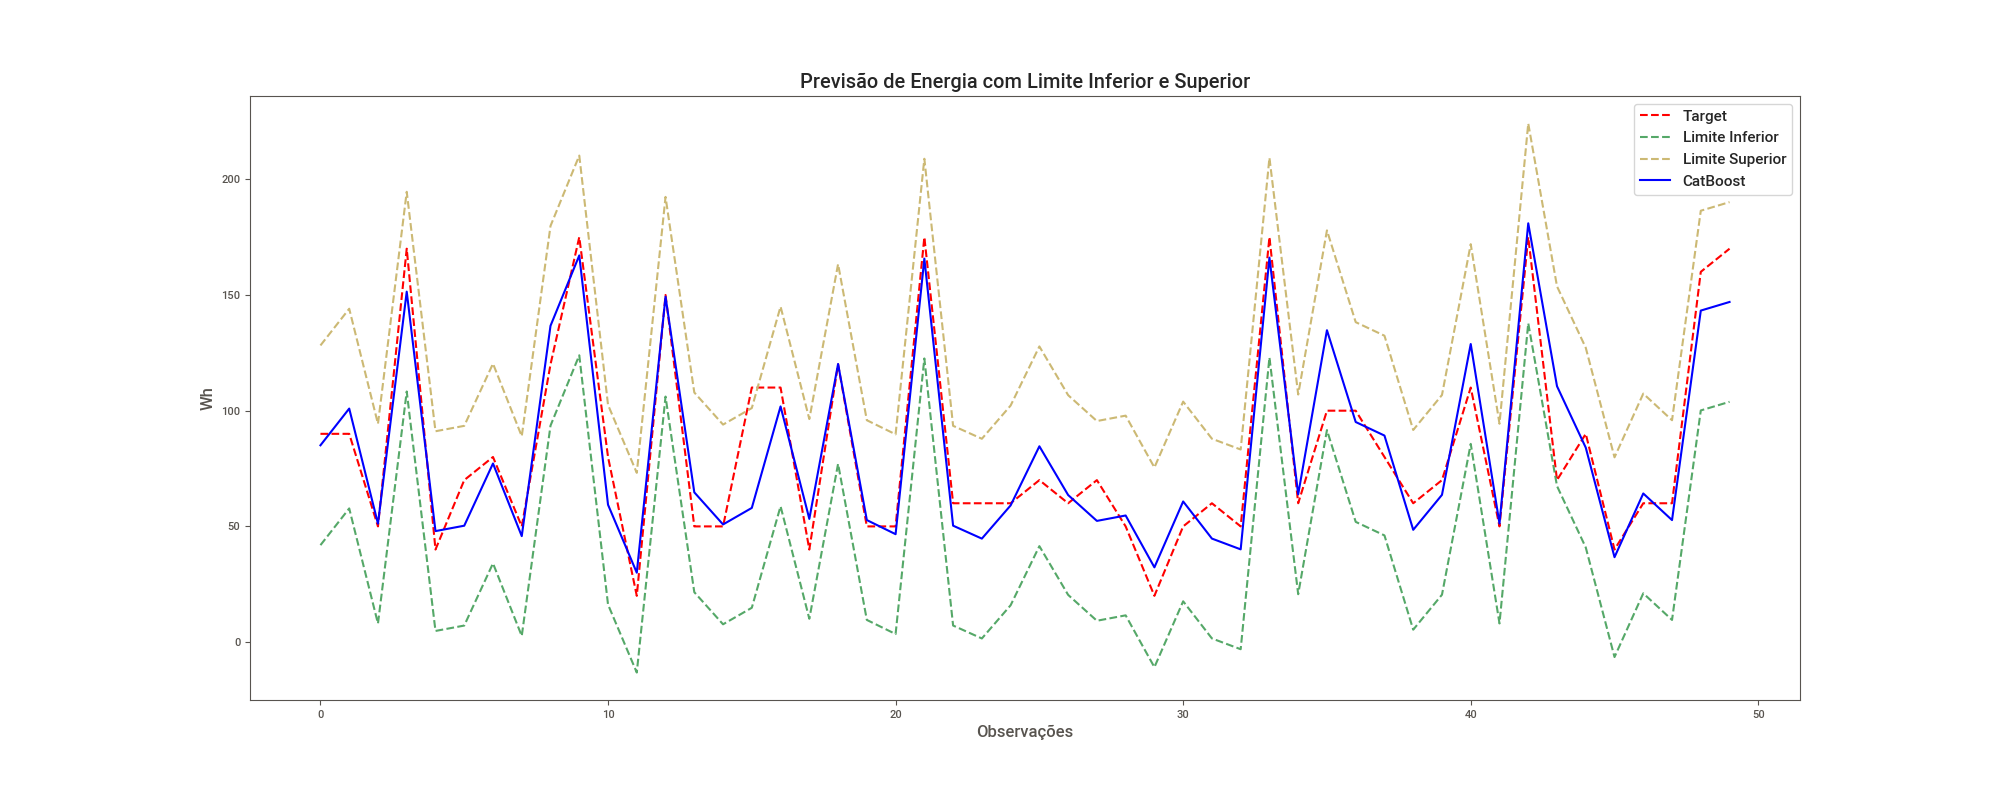 Previsão de Energia com Limite Inferior e Superior
Target
Limite Inferior
Limite Superior
CatBoost
200
150
100
50
0
Wh
0 10 20 30 40 50
Observações